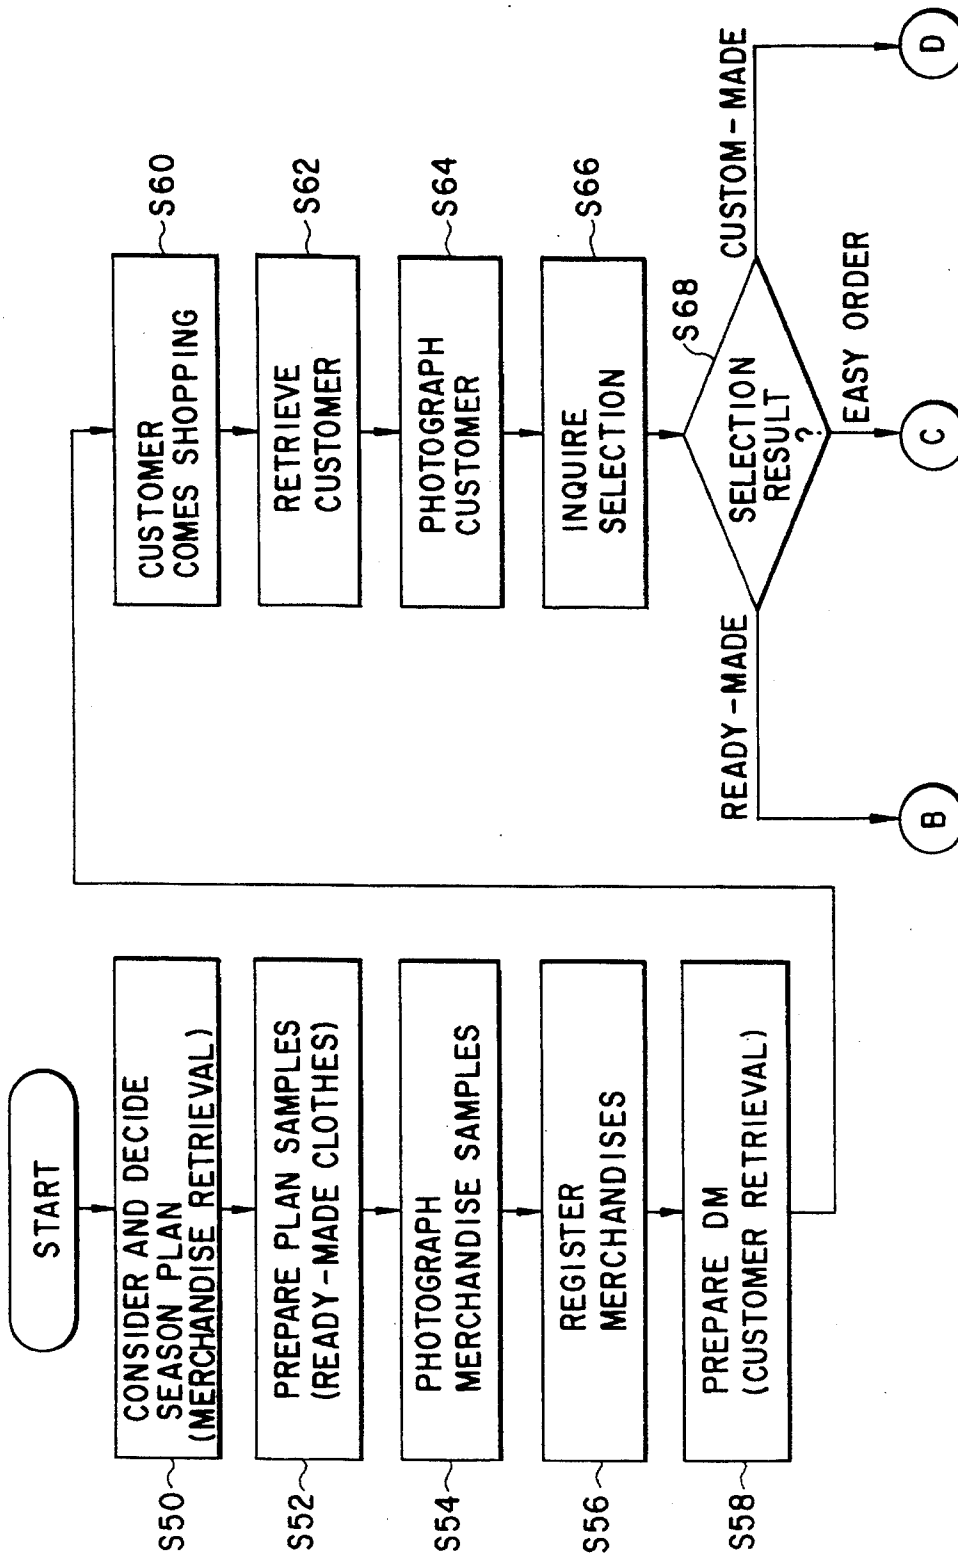 START
CONSIDER AND DECIDE
SEASON PLAN
(MERCHANDISE RETRIEVAL)
S50
PREPARE PLAN SAMPLES
(READY-MADE CLOTHES)
S52
PHOTOGRAPH
MERCHANDISE SAMPLES
S54
REGISTER
MERCHANDISES
S56
PREPARE DM
(CUSTOMER RETRIEVAL)
S58
CUSTOMER
COMES SHOPPING
S60
RETRIEVE
CUSTOMER
S62
PHOTOGRAPH
CUSTOMER
S64
INQUIRE
SELECTION
S66
SELECTION
RESULT
?
S68
READY-MADE
EASY ORDER
CUSTOM-MADE
B
C
D